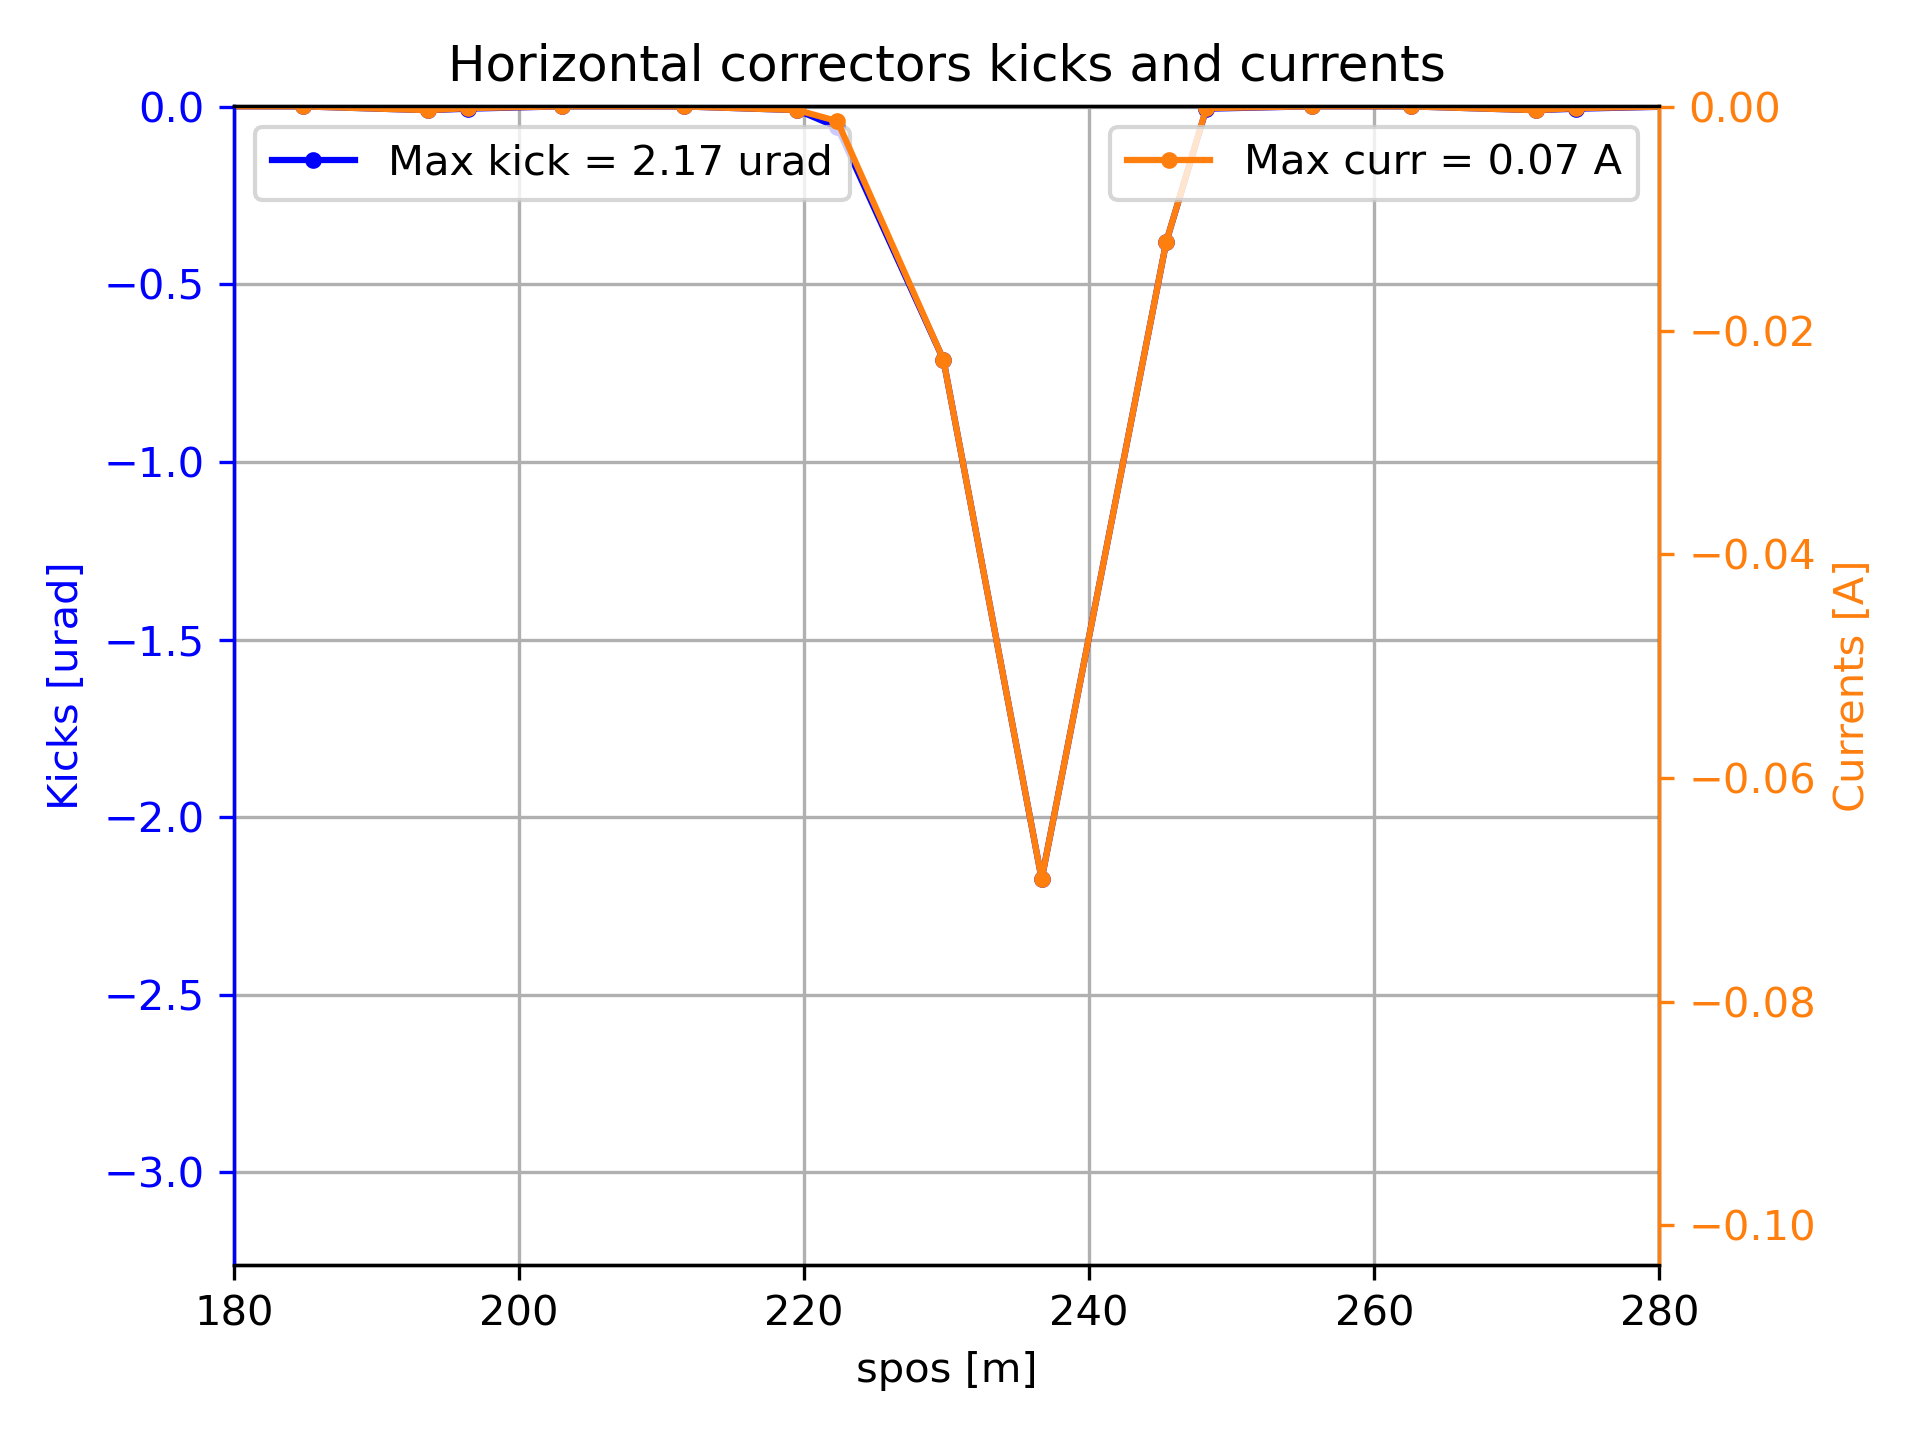 Horizontal correctors kicks and currents
Max kick = 2.17 urad
Max curr = 0.07 A
Kicks [urad]
0.0
−0.5
−1.0
−1.5
−2.0
−2.5
−3.0
0.00
−0.02
−0.04
−0.06
−0.08
−0.10
Currents [A]
180 200 220 240 260 280
spos [m]